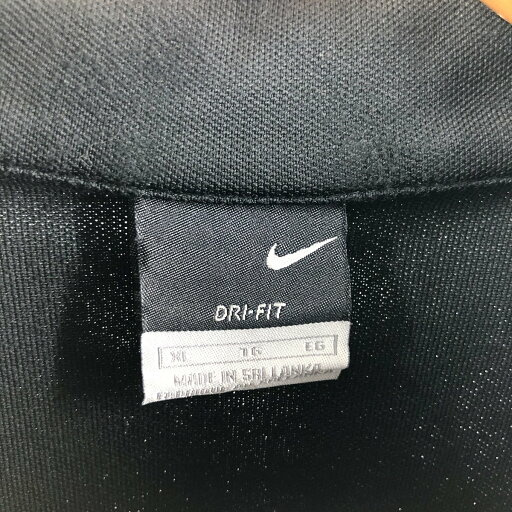 DRI-FIT
XL TG EG
MADE IN SRI LANKA